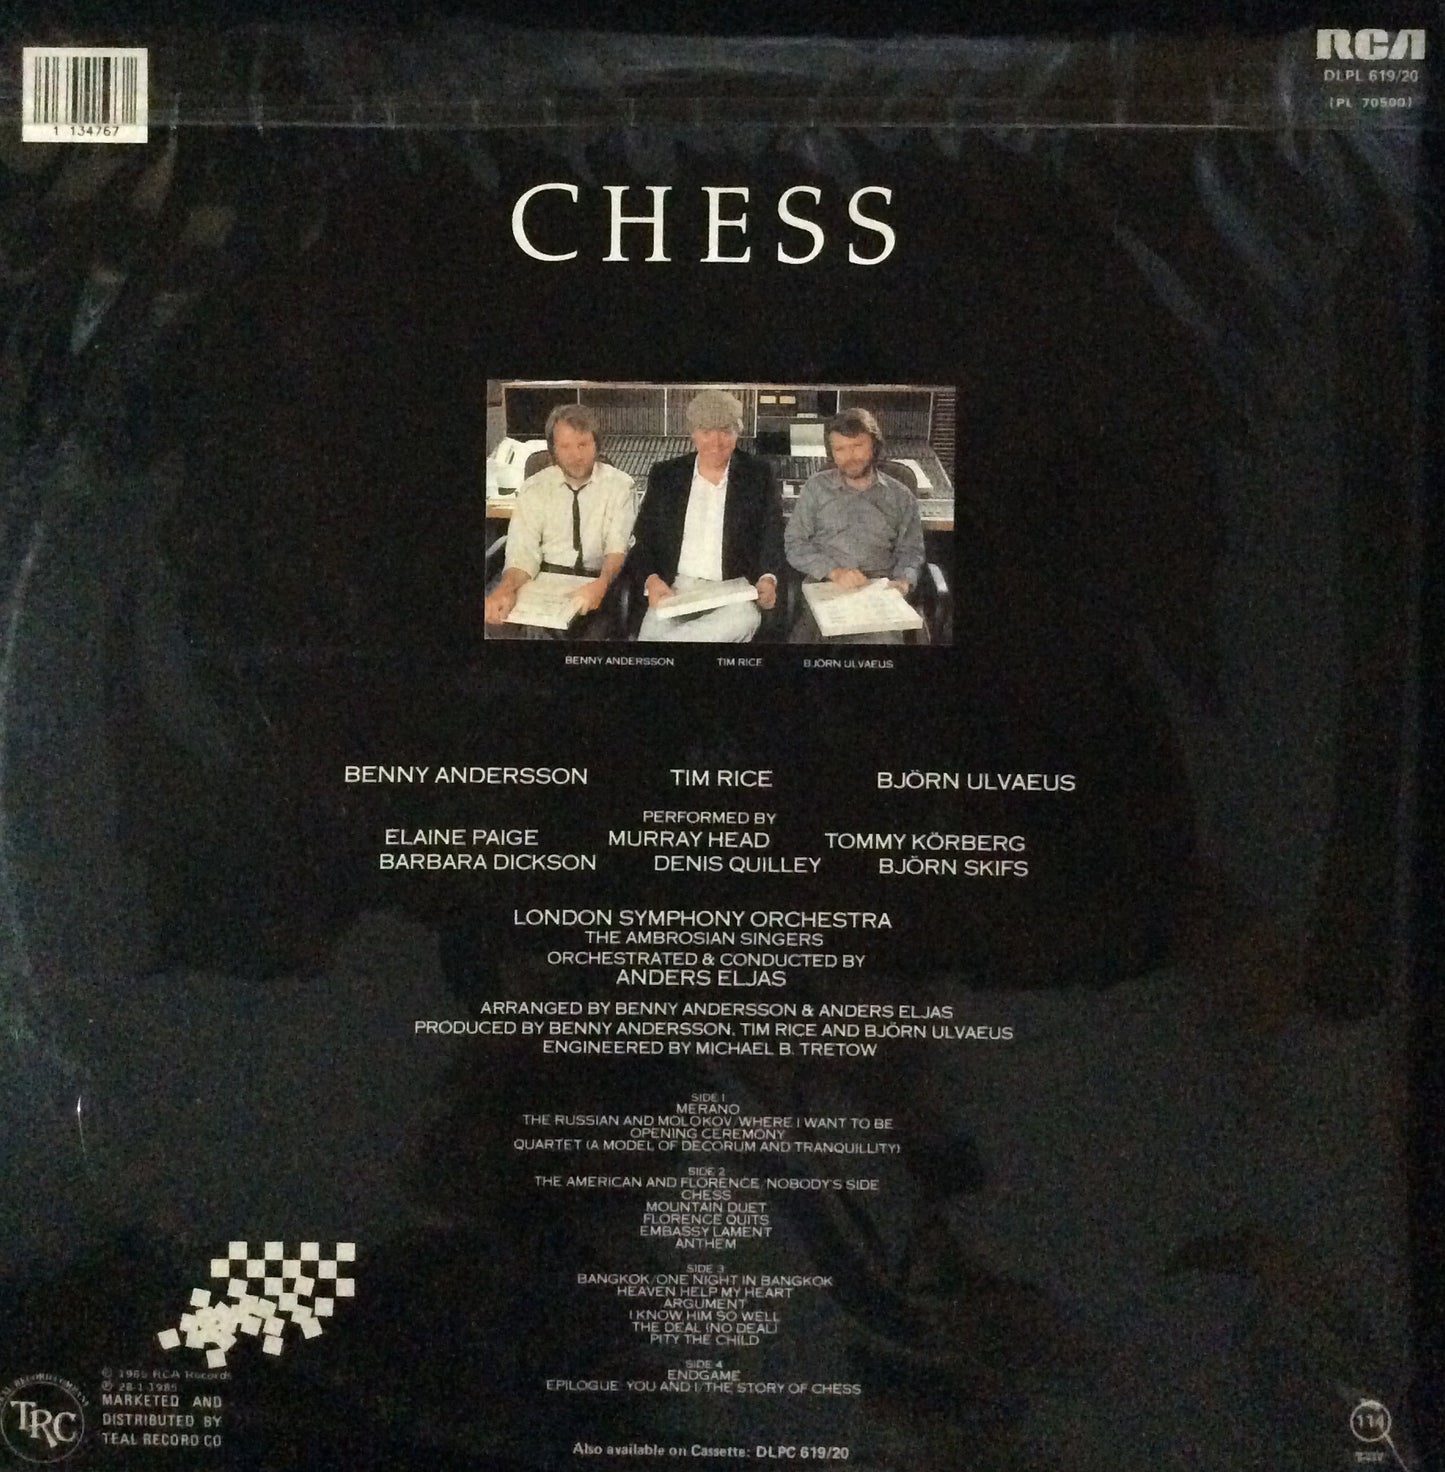 1 134767
RCA
DLPL 619/20
(PL 70500)
CHESS
BENNY ANDERSSON TIM RICE BJÖRN ULVAEUS
BENNY ANDERSSON TIM RICE BJÖRN ULVAEUS
PERFORMED BY
ELAINE PAIGE MURRAY HEAD TOMMY KÖRBERG
BARBARA DICKSON DENIS QUILLEY BJÖRN SKIFS
LONDON SYMPHONY ORCHESTRA
THE AMBROSIAN SINGERS
ORCHESTRATED & CONDUCTED BY
ANDERS ELJAS
ARRANGED BY BENNY ANDERSSON & ANDERS ELJAS
PRODUCED BY BENNY ANDERSSON, TIM RICE AND BJÖRN ULVAEUS
ENGINEERED BY MICHAEL B. TRETOW
SIDE 1
MERANO
THE RUSSIAN AND MOLOKOV/WHERE I WANT TO BE
OPENING CEREMONY
QUARTET (A MODEL OF DECORUM AND TRANQUILLITY)
SIDE 2
THE AMERICAN AND FLORENCE/NOBODY'S SIDE
CHESS
MOUNTAIN DUET
FLORENCE QUITS
EMBASSY LAMENT
ANTHEM
SIDE 3
BANGKOK/ONE NIGHT IN BANGKOK
HEAVEN HELP MY HEART
ARGUMENT
I KNOW HIM SO WELL
THE DEAL (NO DEAL)
PITY THE CHILD
SIDE 4
ENDGAME
EPILOGUE: YOU AND I/THE STORY OF CHESS
© 1985 RCA Records
℗ 28-1-1985
MARKETED AND
DISTRIBUTED BY
TEAL RECORD CO
TRC
Also available on Cassette: DLPC 619/20
114